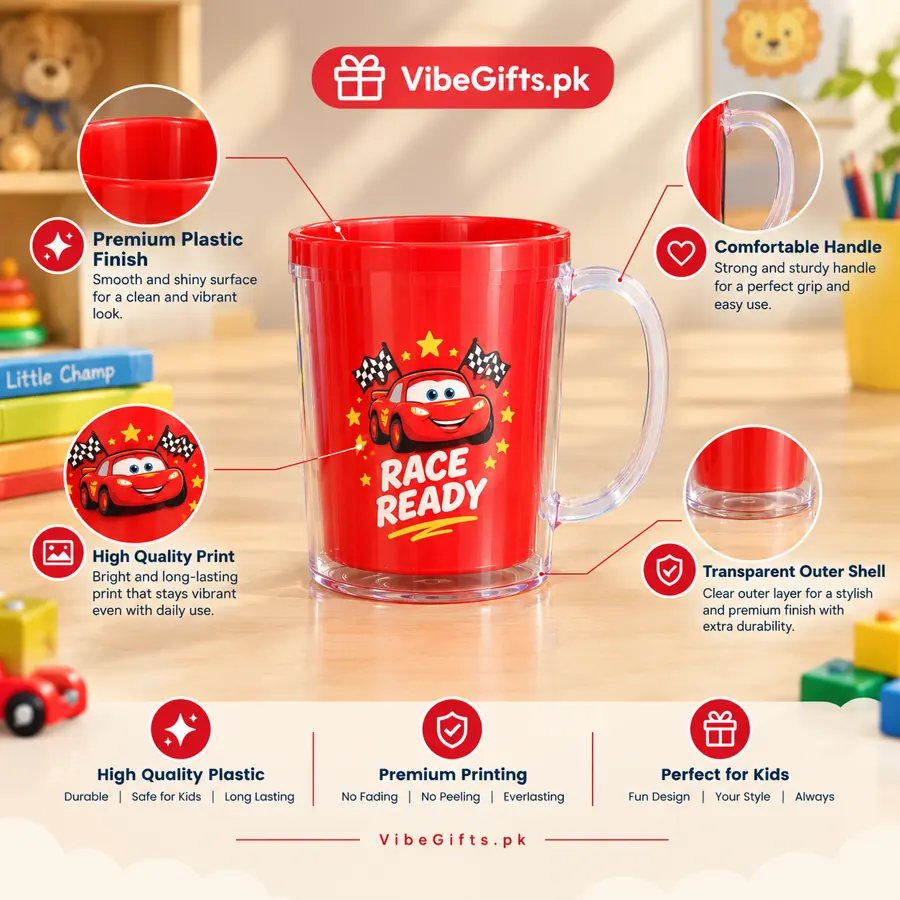 VibeGifts.pk
Premium Plastic
Finish
Smooth and shiny surface
for a clean and vibrant
look.
Comfortable Handle
Strong and sturdy handle
for a perfect grip and
easy use.
Little Champ
RACE
READY
High Quality Print
Bright and long-lasting
print that stays vibrant
even with daily use.
Transparent Outer Shell
Clear outer layer for a stylish
and premium finish with
extra durability.
High Quality Plastic
Durable | Safe for Kids | Long Lasting
Premium Printing
No Fading | No Peeling | Everlasting
Perfect for Kids
Fun Design | Your Style | Always
VibeGifts.pk